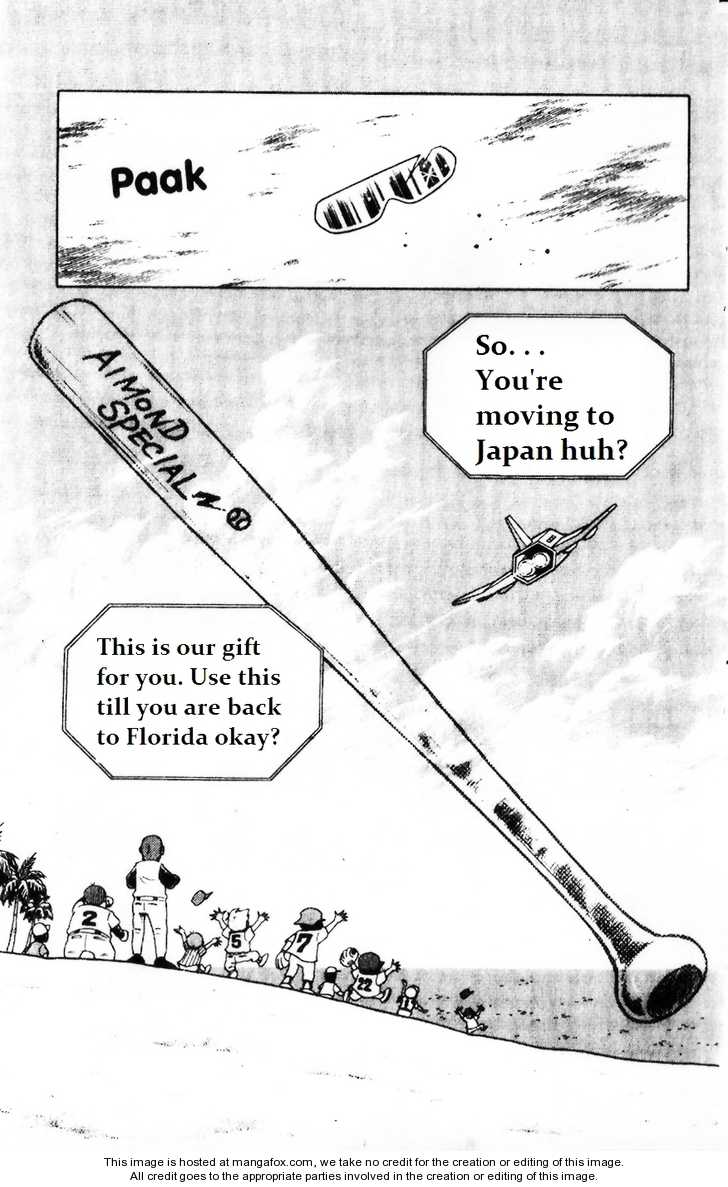 Paak
So. . .
You're
moving to
Japan huh?
AIMOND
SPECIAL
This is our gift
for you. Use this
till you are back
to Florida okay?
2
5
7
22
This image is hosted at mangafox.com, we take no credit for the creation or editing of this image.
All credit goes to the appropriate parties involved in the creation or editing of this image.